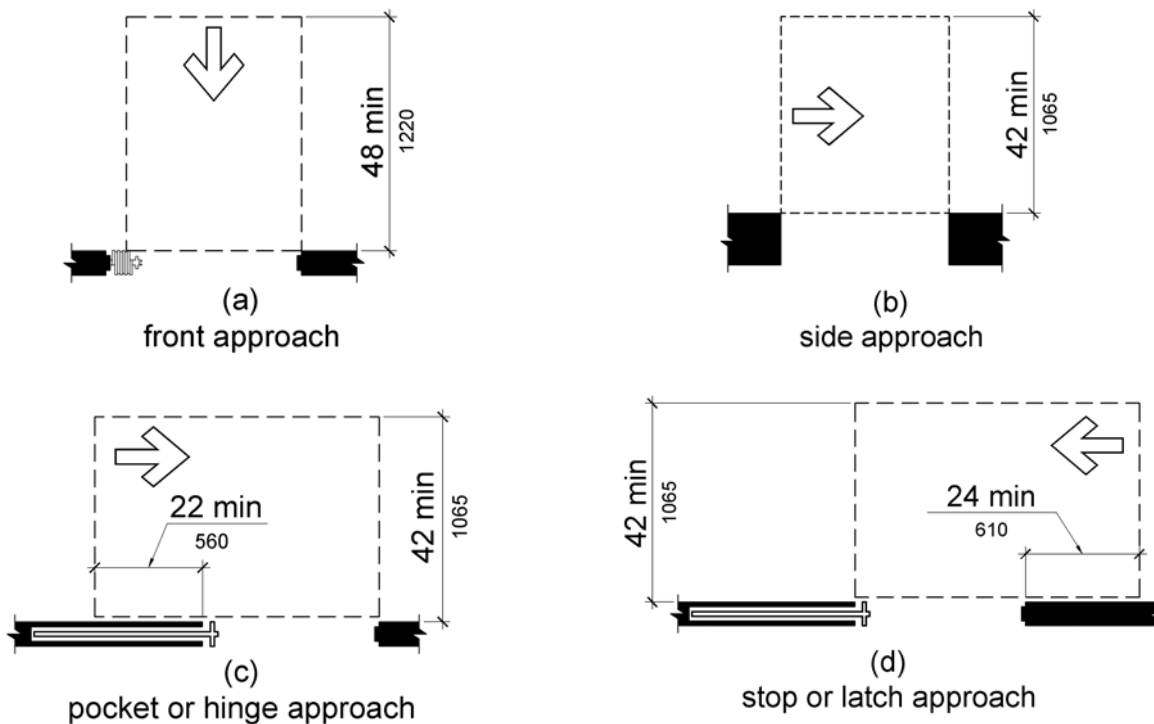 48 min
1220
(a)
front approach
42 min
1065
(b)
side approach
22 min
560
42 min
1065
(c)
pocket or hinge approach
42 min
1065
24 min
610
(d)
stop or latch approach